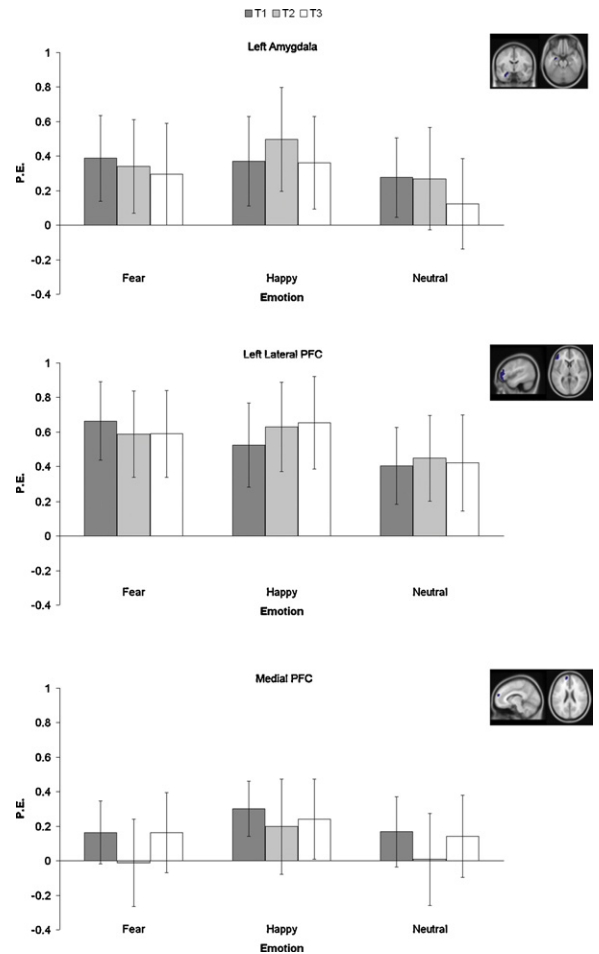 T1 T2 T3
Left Amygdala
1
0.8
0.6
0.4
0.2
0
-0.2
-0.4
P.E.
Fear Happy Neutral
Emotion
Left Lateral PFC
1
0.8
0.6
0.4
0.2
0
-0.2
-0.4
P.E.
Fear Happy Neutral
Emotion
Medial PFC
1
0.8
0.6
0.4
0.2
0
-0.2
-0.4
P.E.
Fear Happy Neutral
Emotion